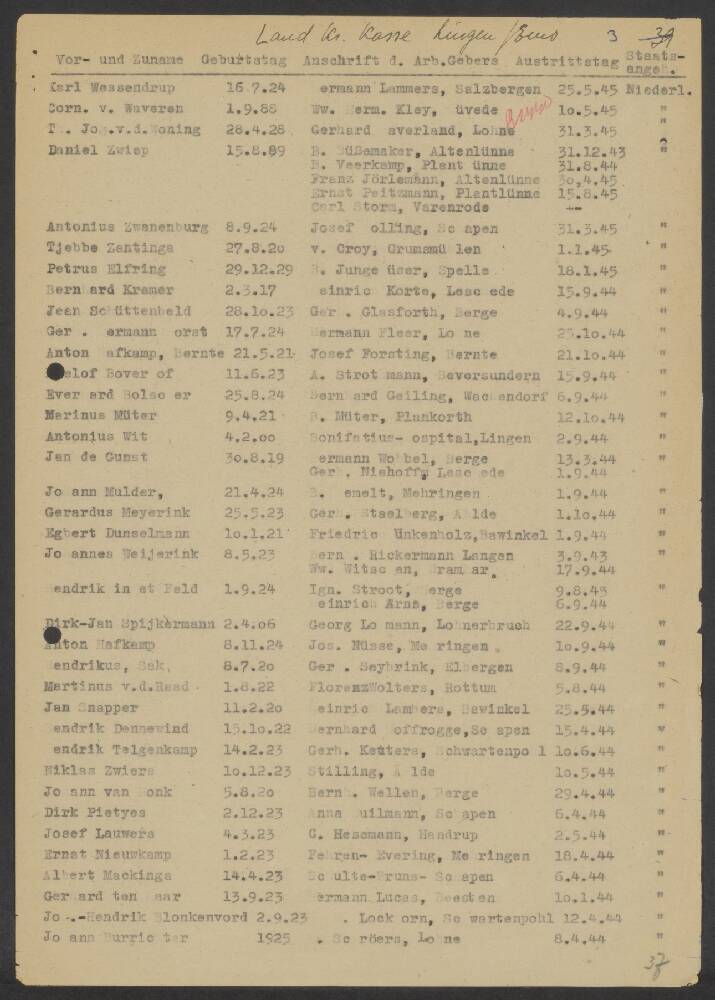 Land Kr. Kasse Lingen /Ems 3 39
Vor- und Zuname Geburtstag Anschrift d. Arb.Gebers Austrittstag Staats-
angeh.
Karl Wessendrup 16.7.24 ermann Lammers, Salzbergen 25.5.45 Niederl.
Corn. v. Waveren 1.9.88 Ww. erm. Kley, üvede 10.5.45 "
T . Jo .v.d.Woning 28.4.28 Gerhard averland, Lohne 31.3.45 "
Daniel Zwiep 15.8.89 B. Süßemaker, Altenlünne 31.12.43 "
B. Veerkamp, Plant ünne 31.8.44
Franz Jörlemann, Altenlünne 30.4.45
Ernst Peitzmann, Plantlünne 15.8.45
Carl Storm, Varenrode --
Antonius Zwanenburg 8.9.24 Josef olling, Sc apen 31.3.45 "
Tjebbe Zantinga 27.8.20 v. Croy, Grumsmü len 1.1.45 "
Petrus Elfring 29.12.29 . Junge üser, Spelle 18.1.45 "
Bern ard Kramer 2.3.17 einric Korte, Lesc ede 15.9.44 "
Jean Sc üttenheld 28.10.23 Ger . Glasforth, Berge 4.9.44 "
Ger . ermann orst 17.7.24 Hermann Fleer, Lo ne 25.10.44 "
Anton afkamp, Bernte 21.5.21 Josef Forsting, Bernte 21.10.44 "
elof Bover of 11.6.23 A. Strot mann, Beversundern 15.9.44 "
Ever ard Bolsc er 25.8.24 Bern ard Geiling, Wachendorf 6.9.44 "
Marinus Müter 9.4.21 B. Müter, Plankorth 12.10.44 "
Antonius Wit 4.2.00 Bonifatius- ospital,Lingen 2.9.44 "
Jan de Gunst 30.8.19 ermann Wobbel, Berge 13.3.44 "
Ger . Niehoff, Lesc ede 1.9.44
Jo ann Mulder, 21.4.24 B. emelt, Mehringen 1.9.44 "
Gerardus Meyerink 25.5.23 Ger . Stael erg, A lde 1.10.44 "
Egbert Dunselmann 10.1.21 Friedric Unkenholz,Bawinkel 1.9.44 "
Jo annes Weijerink 8.5.23 Bern . Rickermann Langen 3.9.43 "
Ww. Witsc en, ram ar. 17.9.44
endrik in et Feld 1.9.24 Ign. Stroot, erge 9.8.43 "
einric Arns, Berge 6.9.44
Dirk-Jan Spijkermann 2.4.06 Georg Lo mann, Lo nerbruch 22.9.44 "
Anton Hafkamp 8.11.24 Jos. Nüsse, Me ringen . 10.9.44 "
endrikus, Sak, 8.7.20 Ger . Seybrink, Elbergen 8.9.44 "
Martinus v.d.Raad 1.8.22 FlorenzWolters, Rottum 5.8.44 "
Jan Snapper 11.2.20 einric Lambers, Bawinkel 25.5.44 "
endrik Dannewind 15.10.22 Bernhard offrogge,Sc apen 15.4.44 "
endrik Telgenkamp 14.2.23 Gerh. Keuters, Schwartenpo l 10.6.44 "
Niklas Zwiers 10.12.23 Stilling, A lde 10.5.44 "
Jo ann van onk 5.8.20 Bern . Wellen, Berge 29.4.44 "
Dirk Pietyes 2.12.23 Anna uilmann, Sc apen 6.4.44 "
Josef Lauwers 4.3.23 C. Hesemann, Handrup 2.5.44 "
Ernst Nieuwkamp 1.2.23 Fehren- Evering, Me ringen 18.4.44 "
Albert Mackinga 14.4.23 Sc ulte-Bruns- Sc apen 6.4.44 "
Ger ard ten aar 13.9.23 ermann Lucas, Beesten 10.1.44 "
Jo .-Hendrik Blonkenvord 2.9.23 . Lock orn, Sc wartenpohl 12.4.44 "
Jo ann Burric ter 1925 . Sc röers, Lo ne 8.4.44 "